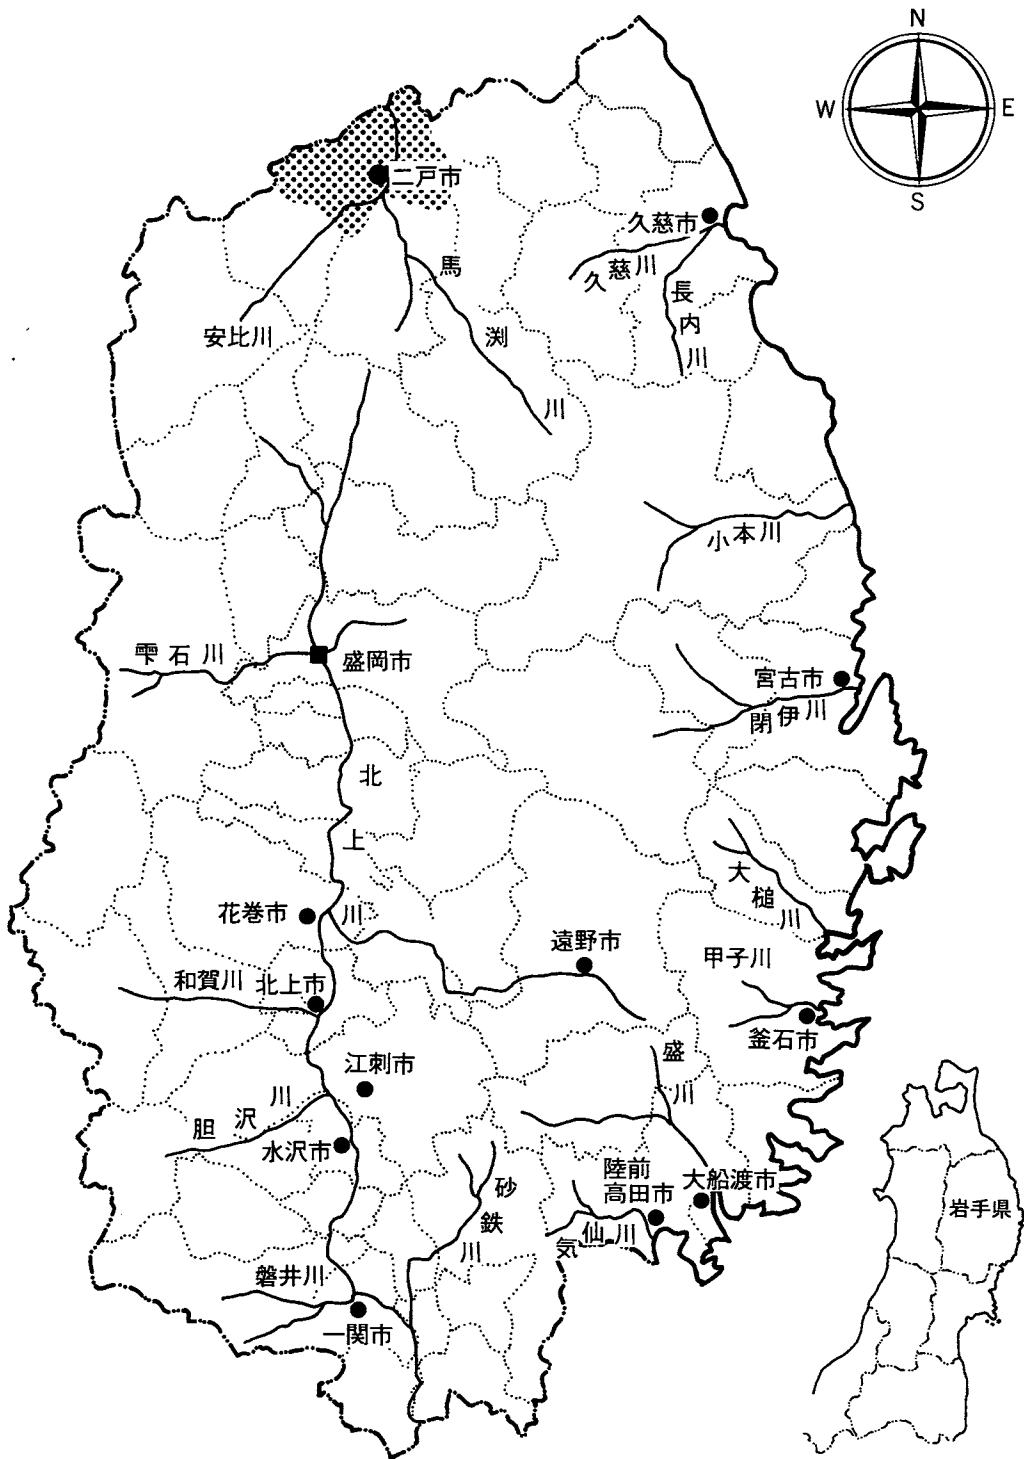 N
W
E
S
二戸市
久慈市
久慈川
長内川
馬渕川
安比川
小本川
雫石川
盛岡市
宮古市
閉伊川
北上川
大槌川
花巻市
遠野市
甲子川
和賀川
北上市
釜石市
江刺市
盛川
胆沢川
水沢市
砂鉄川
陸前
高田市
大船渡市
気仙川
岩手県
磐井川
一関市